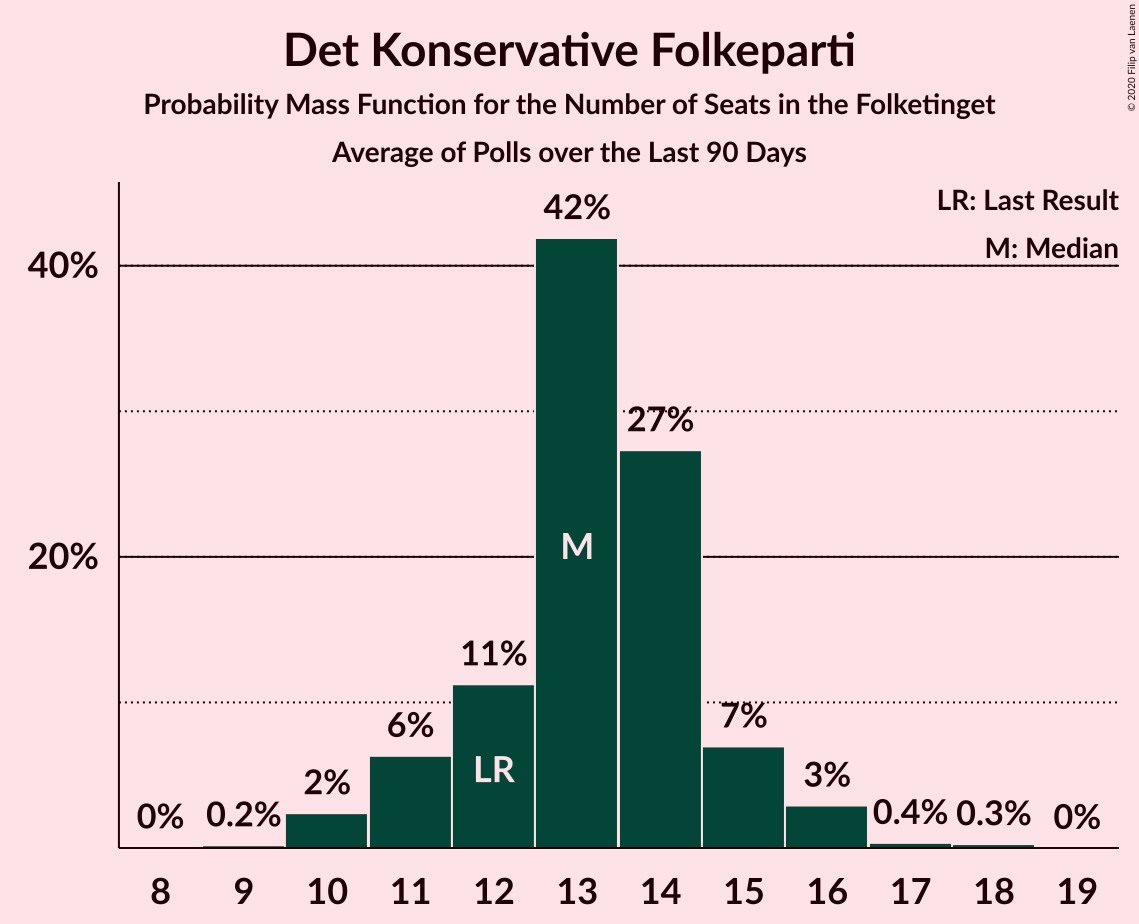 Det Konservative Folkeparti
Probability Mass Function for the Number of Seats in the Folketinget
Average of Polls over the Last 90 Days
© 2020 Filip van Laenen
LR: Last Result
M: Median
40%
20%
0%
0.2%
2%
6%
11%
42%
27%
7%
3%
0.4%
0.3%
0%
LR
M
8 9 10 11 12 13 14 15 16 17 18 19